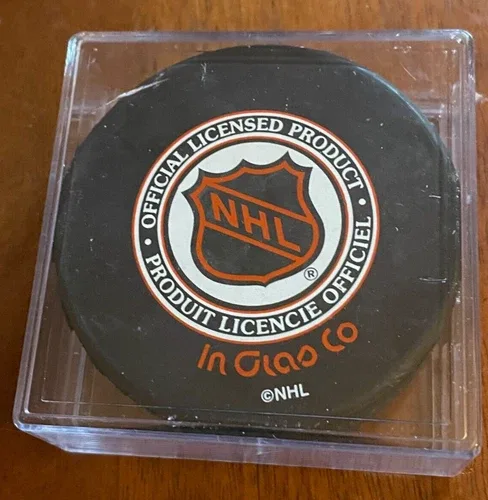 OFFICIAL LICENSED PRODUCT
NHL
®
• PRODUIT LICENCIE OFFICIEL •
In Glas Co
©NHL